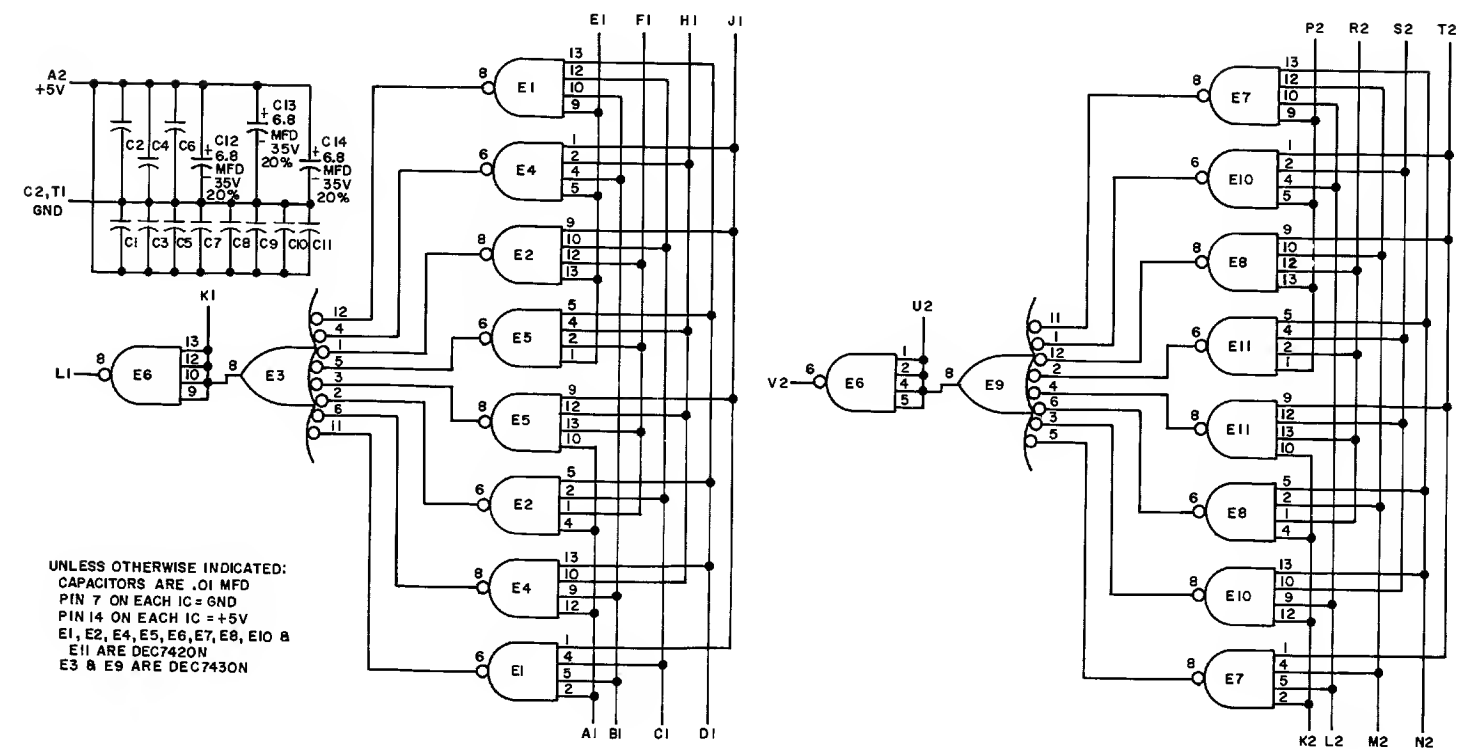 E1 F1 H1 J1
A2
+5V
C2, T1
GND
C2 C4 C6
+ C12
6.8
MFD
- 35V
20%
+ C13
6.8
MFD
- 35V
20%
+ C14
6.8
MFD
- 35V
20%
C1 C3 C5 C7 C8 C9 C10 C11
K1
L1
8 E6 13 12 10 9
8 E3 12 4 1 5 3 2 6 11
8 E1 13 12 10 9
6 E4 1 2 4 5
8 E2 9 10 12 13
6 E5 5 4 2 1
8 E5 9 12 13 10
6 E2 5 2 1 4
8 E4 13 10 9 12
6 E1 1 4 5 2
A1 B1 C1 D1
UNLESS OTHERWISE INDICATED:
CAPACITORS ARE .01 MFD
PIN 7 ON EACH IC = GND
PIN 14 ON EACH IC = +5V
E1, E2, E4, E5, E6, E7, E8, E10 &
E11 ARE DEC7420N
E3 & E9 ARE DEC7430N
P2 R2 S2 T2
U2
V2
6 E6 1 2 4 5
8 E9 11 1 12 2 4 6 3 5
8 E7 13 12 10 9
6 E10 1 2 4 5
8 E8 9 10 12 13
6 E11 5 4 2 1
8 E11 9 12 13 10
6 E8 5 2 1 4
8 E10 13 10 9 12
8 E7 1 4 5 2
K2 L2 M2 N2